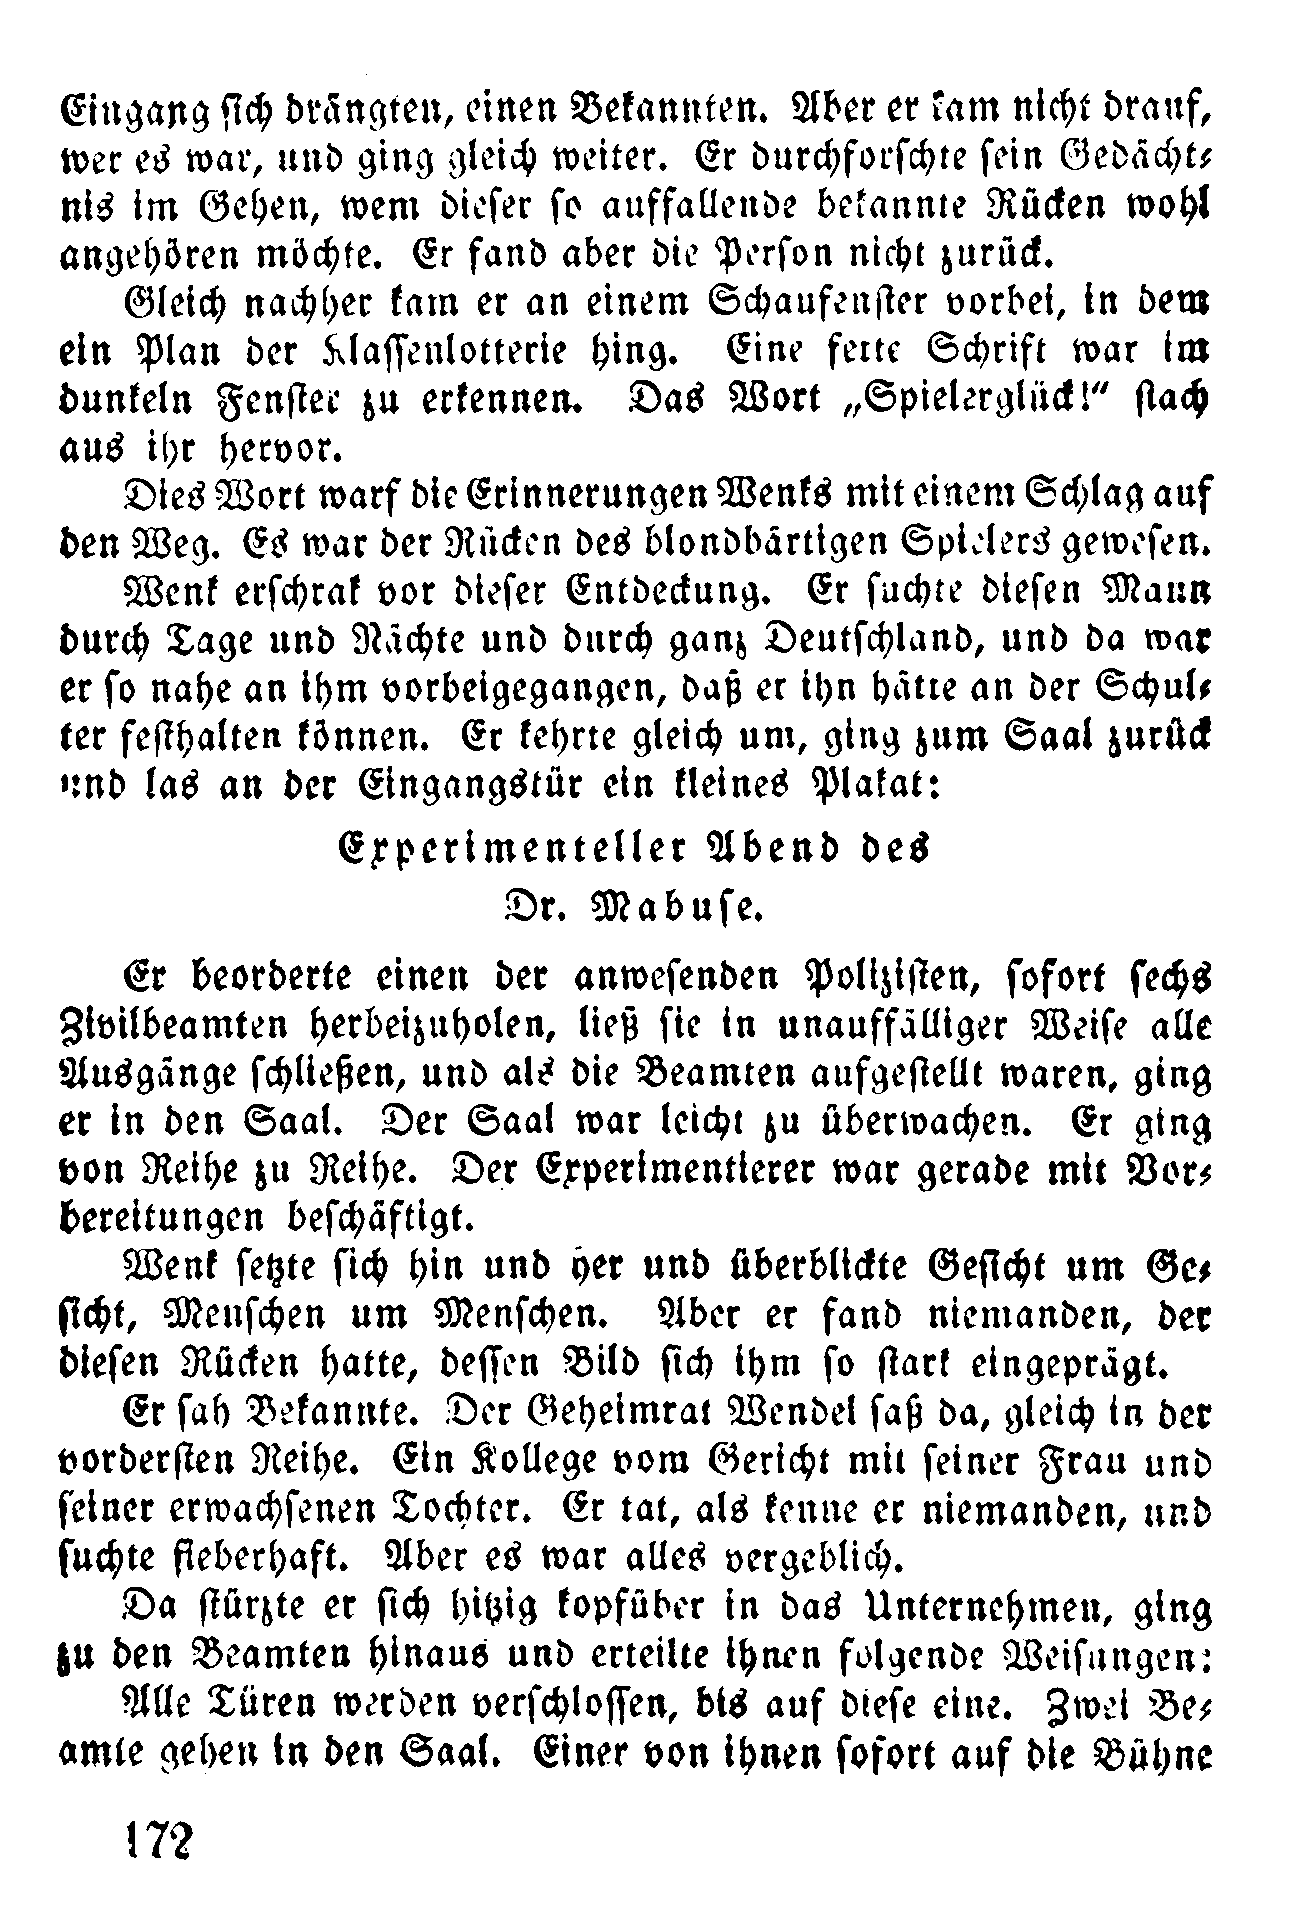 Eingang sich drängten, einen Bekannten. Aber er kam nicht drauf,
wer es war, und ging gleich weiter. Er durchforschte sein Gedächt-
nis im Gehen, wem dieser so auffallende bekannte Rücken wohl
angehören möchte. Er fand aber die Person nicht zurück.
Gleich nachher kam er an einem Schaufenster vorbei, in dem
ein Plan der Klassenlotterie hing. Eine fette Schrift war im
dunkeln Fenster zu erkennen. Das Wort „Spielerglück!“ stach
aus ihr hervor.
Dies Wort warf die Erinnerungen Wenks mit einem Schlag auf
den Weg. Es war der Rücken des blondbärtigen Spielers gewesen.
Wenk erschrak vor dieser Entdeckung. Er suchte diesen Mann
durch Tage und Nächte und durch ganz Deutschland, und da war
er so nahe an ihm vorbeigegangen, daß er ihn hätte an der Schul-
ter festhalten können. Er kehrte gleich um, ging zum Saal zurück
und las an der Eingangstür ein kleines Plakat:
Experimenteller Abend des
Dr. Mabuse.
Er beorderte einen der anwesenden Polizisten, sofort sechs
Zivilbeamten herbeizuholen, ließ sie in unauffälliger Weise alle
Ausgänge schließen, und als die Beamten aufgestellt waren, ging
er in den Saal. Der Saal war leicht zu überwachen. Er ging
von Reihe zu Reihe. Der Experimentierer war gerade mit Vor-
bereitungen beschäftigt.
Wenk setzte sich hin und her und überblickte Gesicht um Ge-
sicht, Menschen um Menschen. Aber er fand niemanden, der
diesen Rücken hatte, dessen Bild sich ihm so stark eingeprägt.
Er sah Bekannte. Der Geheimrat Wendel saß da, gleich in der
vordersten Reihe. Ein Kollege vom Gericht mit seiner Frau und
seiner erwachsenen Tochter. Er tat, als kenne er niemanden, und
suchte fieberhaft. Aber es war alles vergeblich.
Da stürzte er sich hitzig kopfüber in das Unternehmen, ging
zu den Beamten hinaus und erteilte ihnen folgende Weisungen:
Alle Türen werden verschlossen, bis auf diese eine. Zwei Be-
amte gehen in den Saal. Einer von ihnen sofort auf die Bühne
172